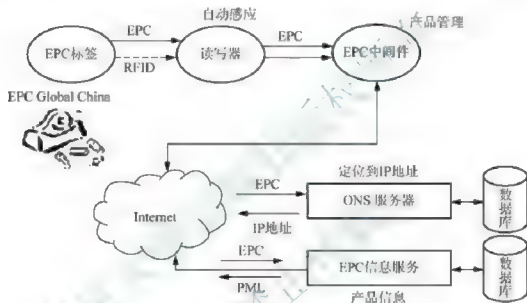 自动感应
产品管理
EPC
EPC
EPC标签
读写器
EPC中间件
RFID
EPC Global China
定位到IP地址
EPC
ONS 服务器
数据库
Internet
IP地址
EPC
EPC信息服务
数据库
PML
产品信息